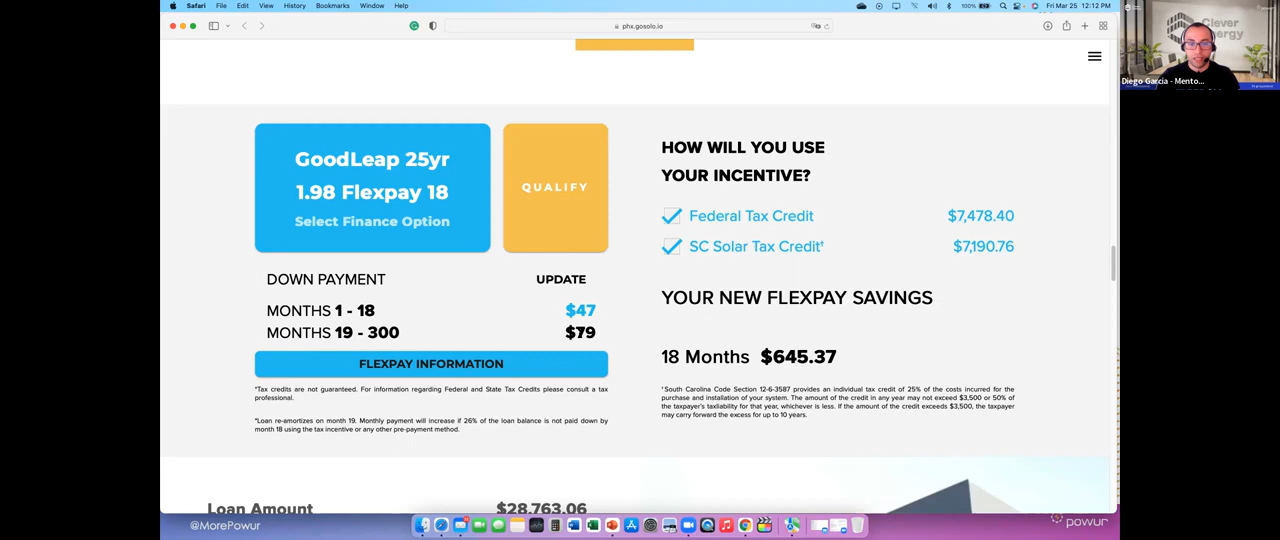 Safari File Edit View History Bookmarks Window Help
100% Fri Mar 25 12:12 PM
phx.gosolo.io
Clever Energy
Diego Garcia - Mento...
GoodLeap 25yr
1.98 Flexpay 18
Select Finance Option
QUALIFY
DOWN PAYMENT UPDATE
MONTHS 1 - 18 $47
MONTHS 19 - 300 $79
FLEXPAY INFORMATION
*Tax credits are not guaranteed. For information regarding Federal and State Tax Credits please consult a tax
professional.
*Loan re-amortizes on month 19. Monthly payment will increase if 26% of the loan balance is not paid down by
month 18 using the tax incentive or any other pre-payment method.
HOW WILL YOU USE
YOUR INCENTIVE?
Federal Tax Credit $7,478.40
SC Solar Tax Credit† $7,190.76
YOUR NEW FLEXPAY SAVINGS
18 Months $645.37
† South Carolina Code Section 12-6-3587 provides an individual tax credit of 25% of the costs incurred for the
purchase and installation of your system. The amount of the credit in any year may not exceed $3,500 or 50% of
the taxpayer's taxliability for that year, whichever is less. If the amount of the credit exceeds $3,500, the taxpayer
may carry forward the excess for up to 10 years.
Loan Amount $28,763.06
@MorePowur
powur